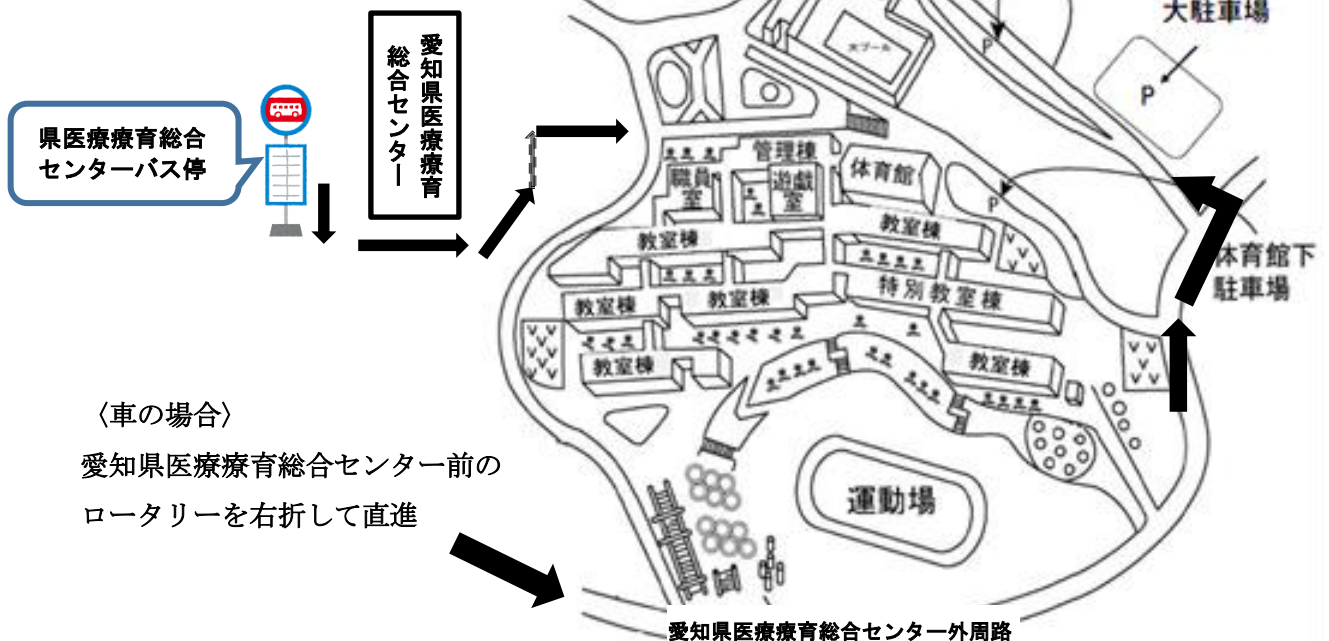 大駐車場
P
大プール
P
愛知県医療療育
総合センター
県医療療育総合
センターバス停
管理棟
職員
室
遊戯
室
体育館
P
教室棟
教室棟
体育館下
駐車場
教室棟
教室棟
特別教室棟
教室棟
教室棟
〈車の場合〉
愛知県医療療育総合センター前の
ロータリーを右折して直進
運動場
愛知県医療療育総合センター外周路